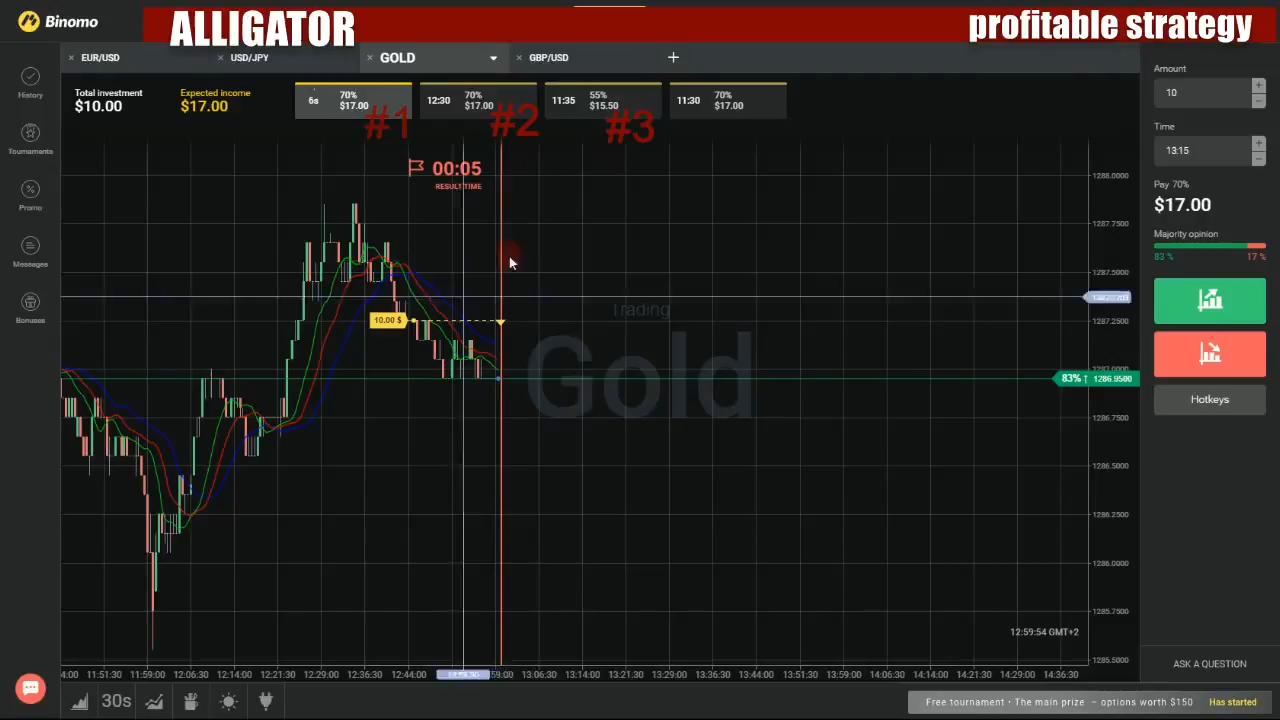 ALLIGATOR
profitable strategy
Binomo
EUR/USD
USD/JPY
GOLD
GBP/USD
Total investment
$10.00
Expected income
$17.00
6s
70%
$17.00
12:30
70%
$17.00
11:35
55%
$15.50
11:30
70%
$17.00
#1
#2
#3
History
Tournaments
Promo
Messages
Bonuses
00:05
RESULT TIME
10.00 $
Trading
Gold
1288.0000
1287.7500
1287.5000
1287.2500
1287.0000
83% ↑ 1286.9500
1286.7500
1286.5000
1286.2500
1286.0000
1285.7500
1285.5000
12:59:54 GMT+2
4:00 11:51:30 11:59:00 12:06:30 12:14:00 12:21:30 12:29:00 12:36:30 12:44:00 59:00 13:06:30 13:14:00 13:21:30 13:29:00 13:36:30 13:44:00 13:51:30 13:59:00 14:06:30 14:14:00 14:21:30 14:29:00 14:36:30
30s
Amount
10
+
−
Time
13:15
+
−
Pay 70%
$17.00
Majority opinion
83 %
17 %
Hotkeys
ASK A QUESTION
Free tournament · The main prize – options worth $150 Has started